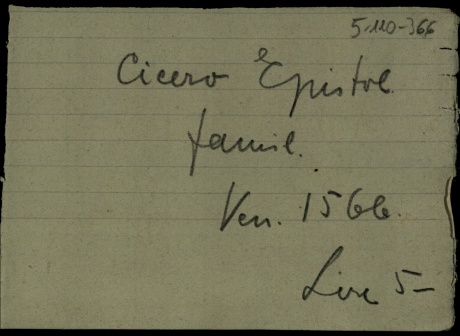 5.110-366
Cicero Epistol.
famil.
Ven. 1566.
Lire 5-